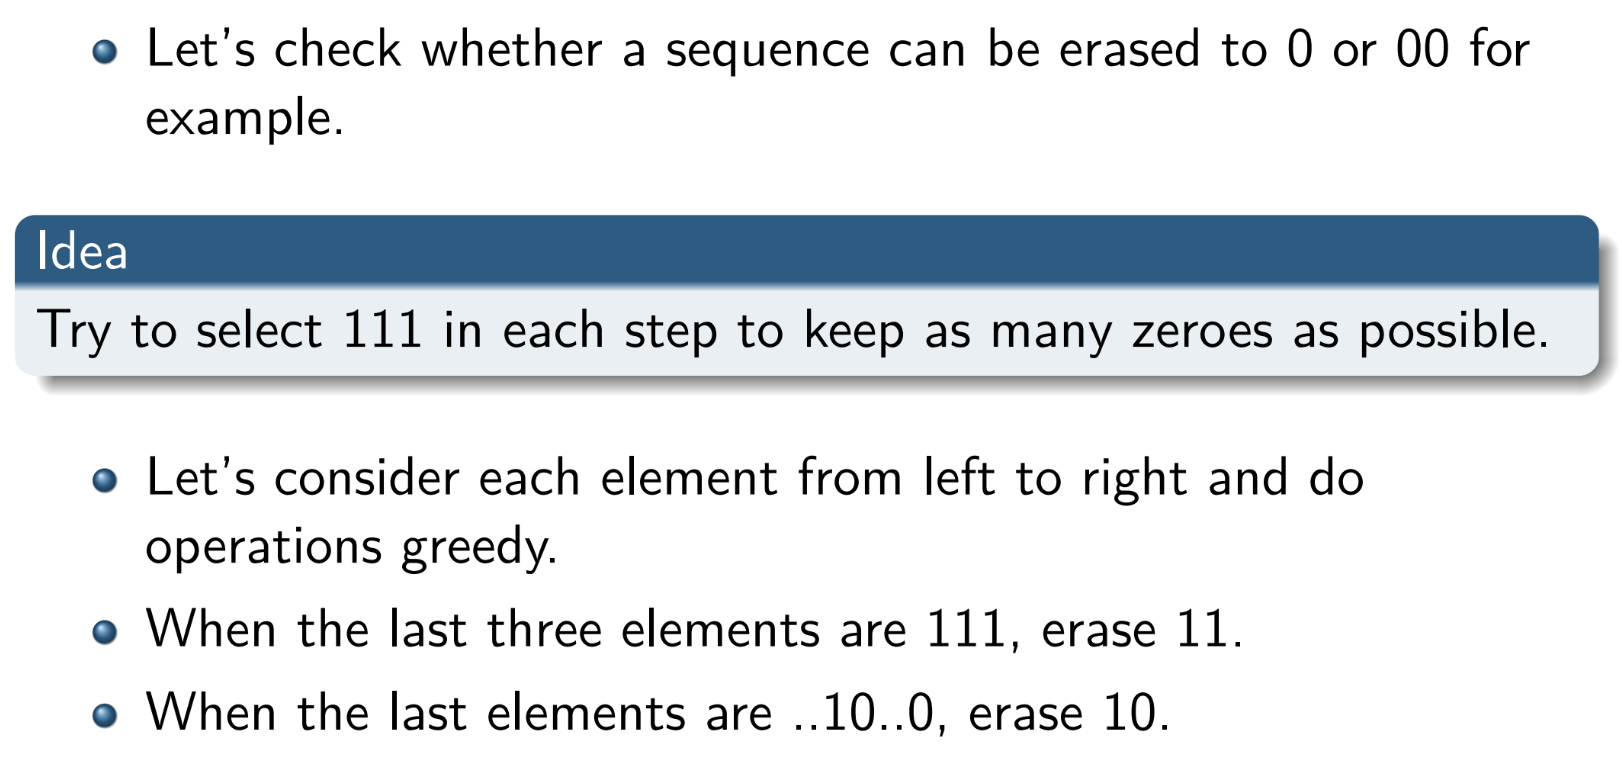 Let's check whether a sequence can be erased to 0 or 00 for
example.
Idea
Try to select 111 in each step to keep as many zeroes as possible.
Let's consider each element from left to right and do
operations greedy.
When the last three elements are 111, erase 11.
When the last elements are ..10..0, erase 10.